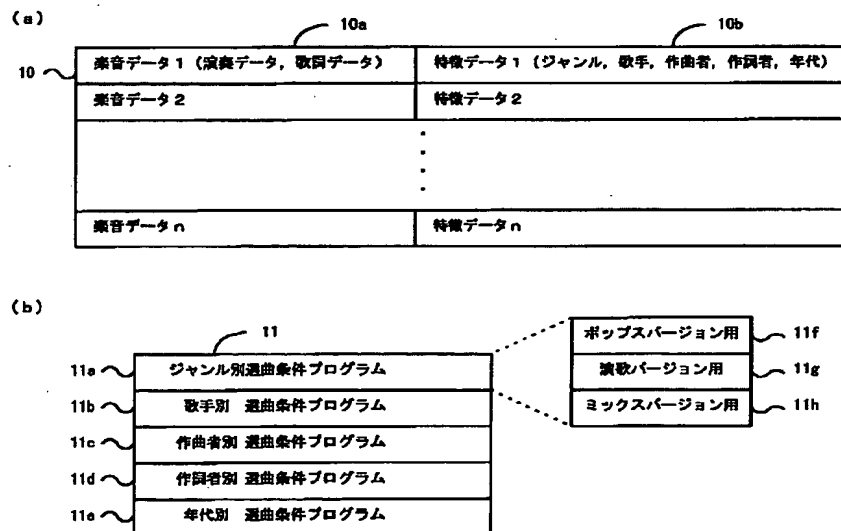 (a)
10a
10b
10
楽音データ1(演奏データ,歌詞データ)
特徴データ1(ジャンル,歌手,作曲者,作詞者,年代)
楽音データ2
特徴データ2
楽音データn
特徴データn
(b)
11
11a
ジャンル別選曲条件プログラム
11b
歌手別 選曲条件プログラム
11c
作曲者別 選曲条件プログラム
11d
作詞者別 選曲条件プログラム
11e
年代別 選曲条件プログラム
ポップスバージョン用
11f
演歌バージョン用
11g
ミックスバージョン用
11h